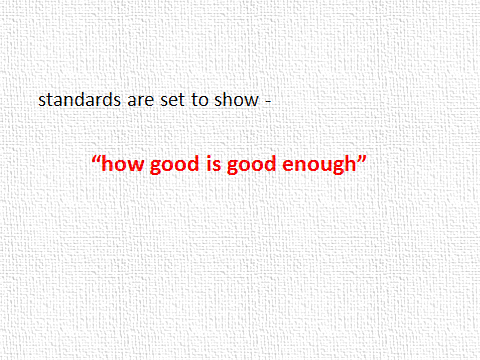 standards are set to show -
“how good is good enough”